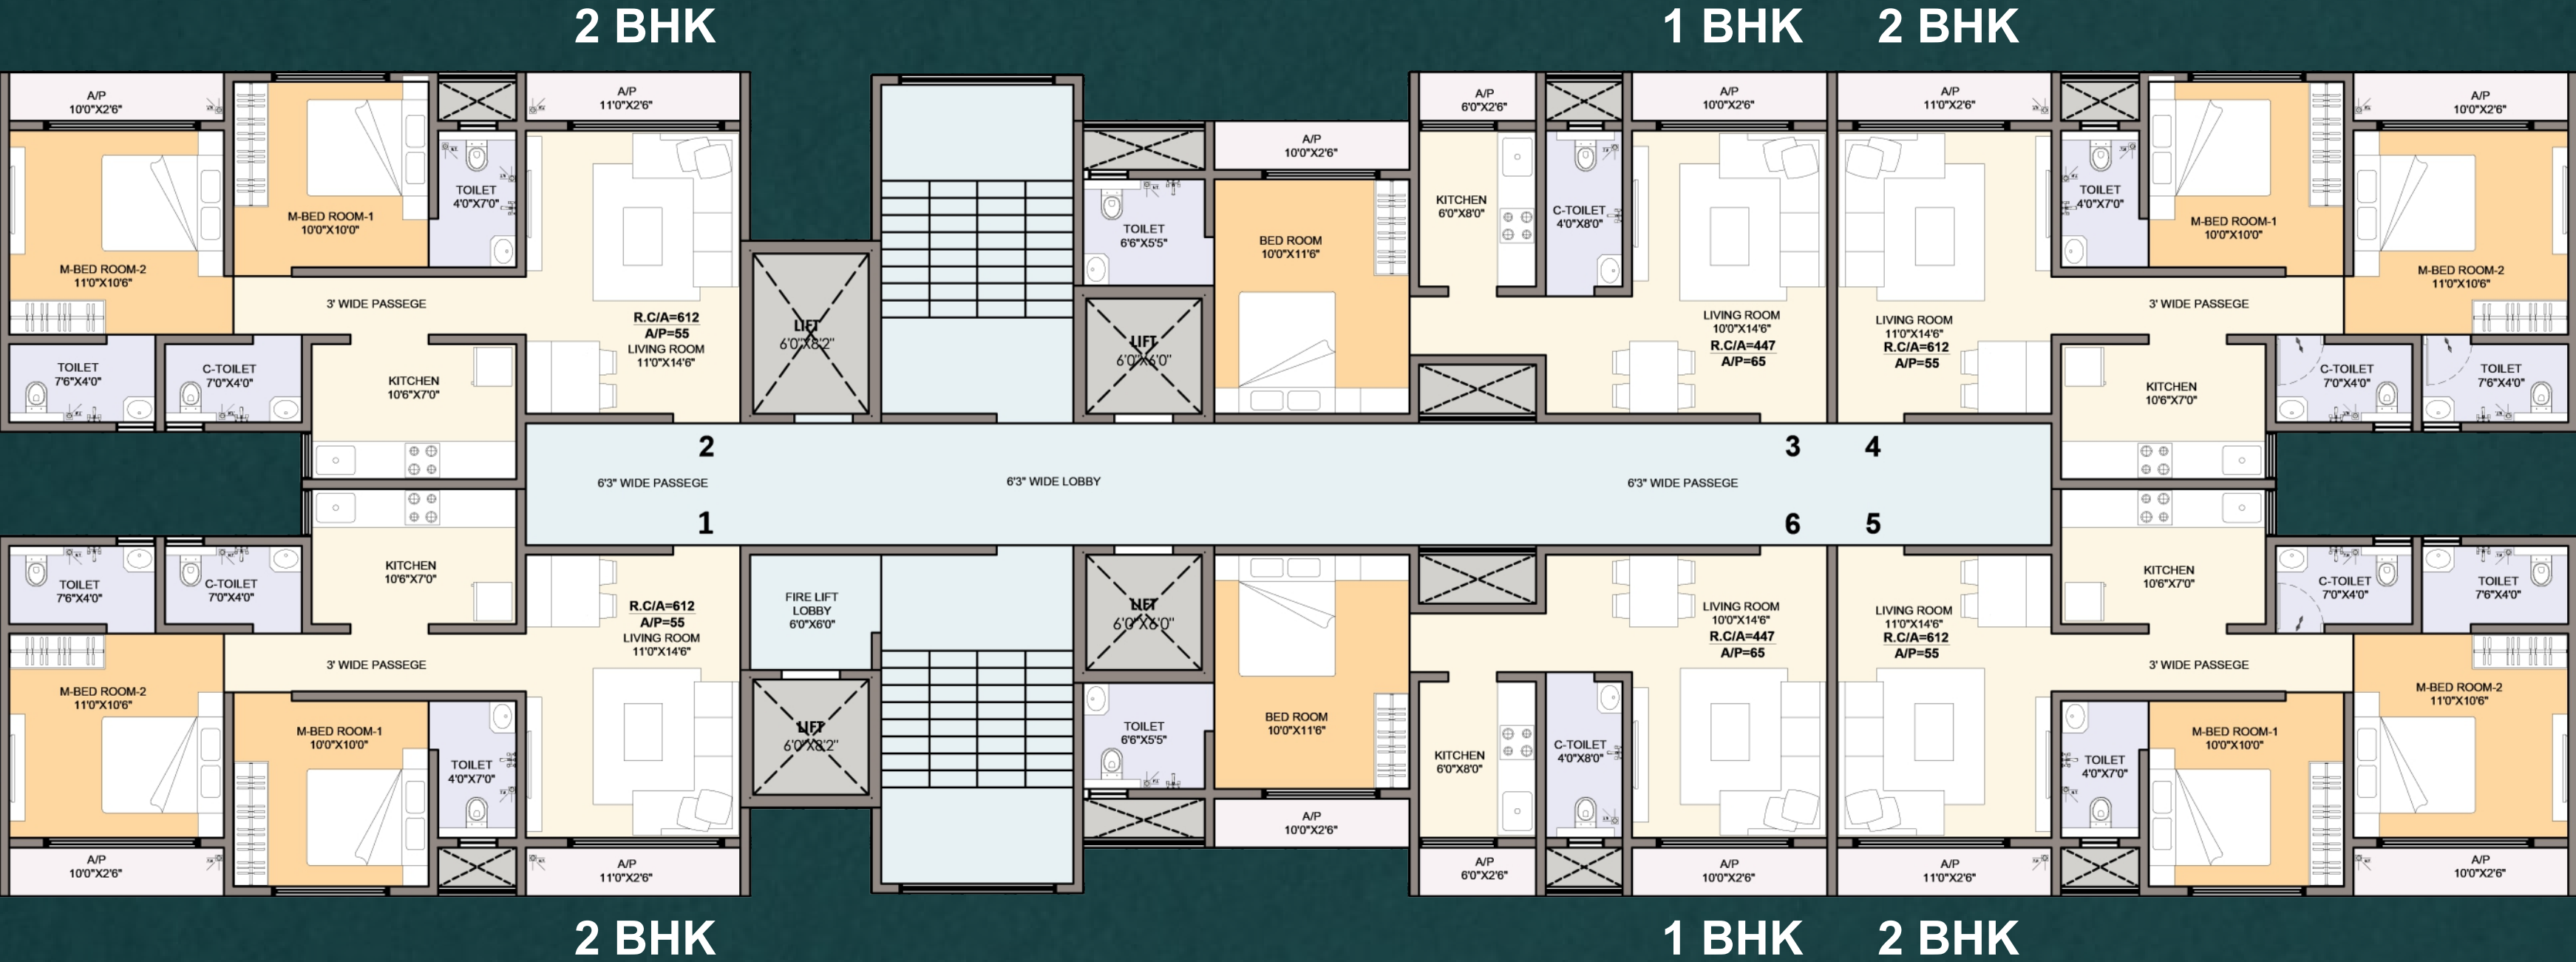 2 BHK
1 BHK
2 BHK
A/P
10'0"X2'6"
A/P
11'0"X2'6"
A/P
6'0"X2'6"
A/P
10'0"X2'6"
A/P
11'0"X2'6"
A/P
10'0"X2'6"
A/P
10'0"X2'6"
M-BED ROOM-1
10'0"X10'0"
TOILET
4'0"X7'0"
M-BED ROOM-2
11'0"X10'6"
3' WIDE PASSEGE
R.C/A=612
A/P=55
LIVING ROOM
11'0"X14'6"
TOILET
7'6"X4'0"
C-TOILET
7'0"X4'0"
KITCHEN
10'6"X7'0"
LIFT
6'0"X8'2"
TOILET
6'6"X5'5"
LIFT
6'0"X6'0"
BED ROOM
10'0"X11'6"
KITCHEN
6'0"X8'0"
C-TOILET
4'0"X8'0"
LIVING ROOM
10'0"X14'6"
R.C/A=447
A/P=65
LIVING ROOM
11'0"X14'6"
R.C/A=612
A/P=55
TOILET
4'0"X7'0"
M-BED ROOM-1
10'0"X10'0"
M-BED ROOM-2
11'0"X10'6"
3' WIDE PASSEGE
KITCHEN
10'6"X7'0"
C-TOILET
7'0"X4'0"
TOILET
7'6"X4'0"
2
3
4
6'3" WIDE PASSEGE
6'3" WIDE LOBBY
6'3" WIDE PASSEGE
1
6
5
TOILET
7'6"X4'0"
C-TOILET
7'0"X4'0"
KITCHEN
10'6"X7'0"
R.C/A=612
A/P=55
LIVING ROOM
11'0"X14'6"
3' WIDE PASSEGE
M-BED ROOM-2
11'0"X10'6"
M-BED ROOM-1
10'0"X10'0"
TOILET
4'0"X7'0"
FIRE LIFT
LOBBY
6'0"X6'0"
LIFT
6'0"X8'2"
LIFT
6'0"X6'0"
TOILET
6'6"X5'5"
BED ROOM
10'0"X11'6"
KITCHEN
6'0"X8'0"
C-TOILET
4'0"X8'0"
LIVING ROOM
10'0"X14'6"
R.C/A=447
A/P=65
LIVING ROOM
11'0"X14'6"
R.C/A=612
A/P=55
KITCHEN
10'6"X7'0"
C-TOILET
7'0"X4'0"
TOILET
7'6"X4'0"
3' WIDE PASSEGE
M-BED ROOM-2
11'0"X10'6"
M-BED ROOM-1
10'0"X10'0"
TOILET
4'0"X7'0"
A/P
10'0"X2'6"
A/P
11'0"X2'6"
A/P
10'0"X2'6"
A/P
6'0"X2'6"
A/P
10'0"X2'6"
A/P
11'0"X2'6"
A/P
10'0"X2'6"
2 BHK
1 BHK
2 BHK